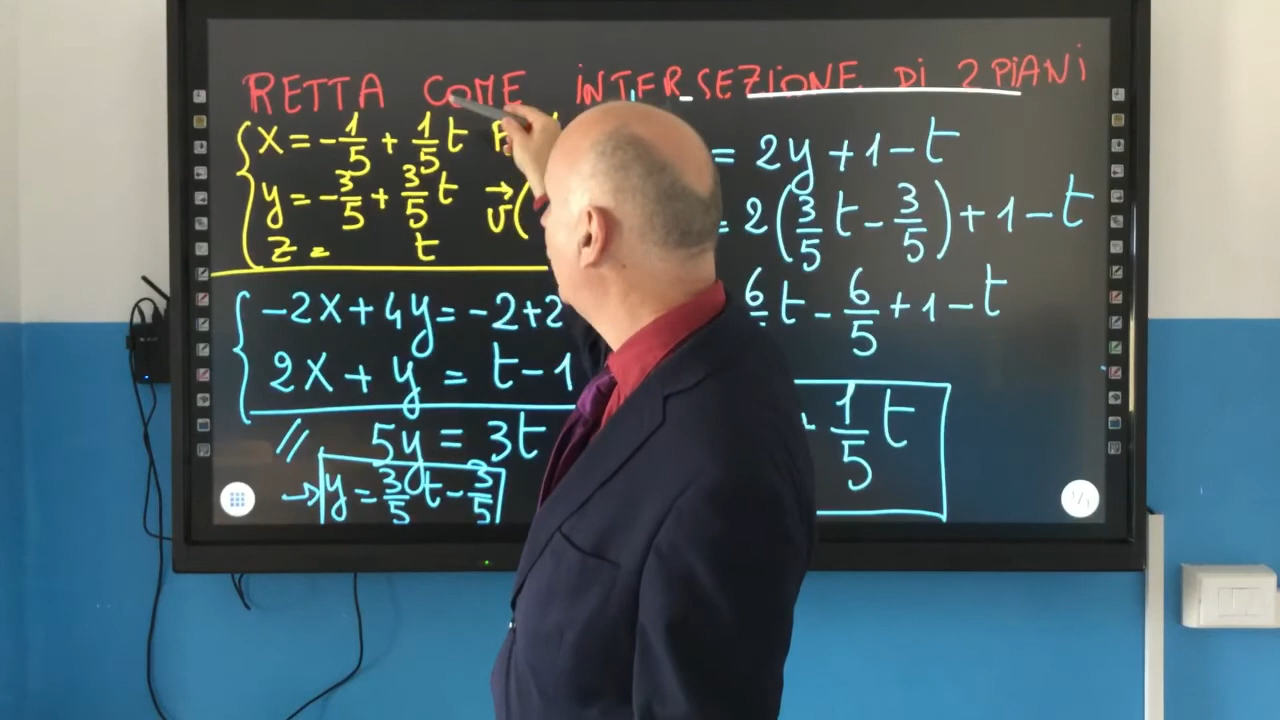 RETTA COME INTERSEZIONE DI 2 PIANI
x = -1/5 + 1/5 t
y = -3/5 + 3/5 t
z = t
v⃗(
-2x + 4y = -2 + 2
2x + y = t - 1
// 5y = 3t
→ y = 3/5 t - 3/5
= 2y + 1 - t
= 2(3/5 t - 3/5) + 1 - t
6/5 t - 6/5 + 1 - t
1/5 t